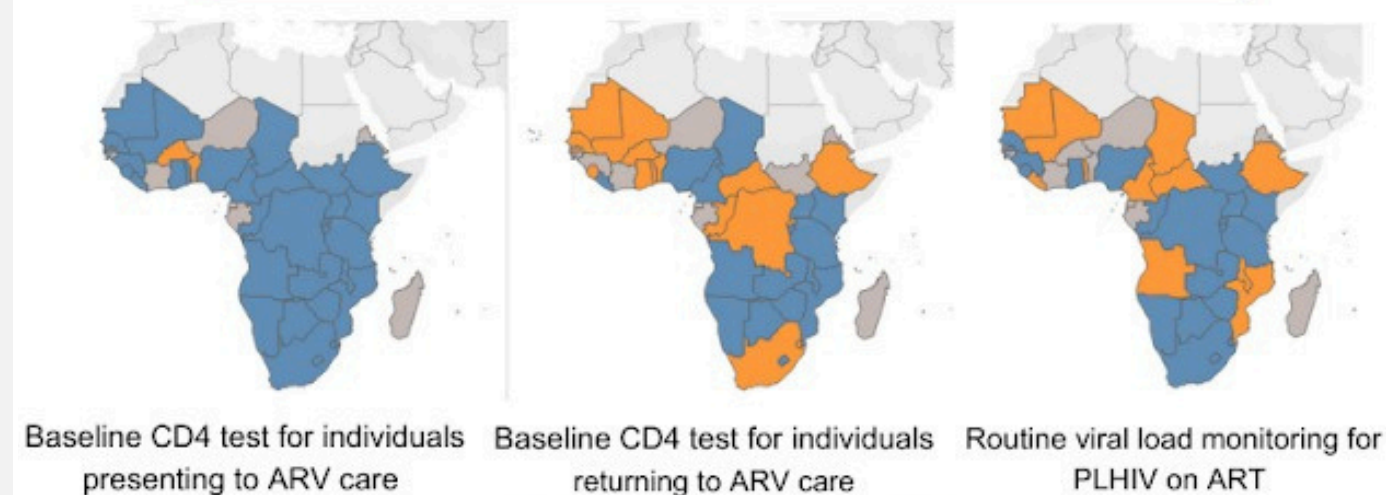 Baseline CD4 test for individuals
presenting to ARV care
Baseline CD4 test for individuals
returning to ARV care
Routine viral load monitoring for
PLHIV on ART